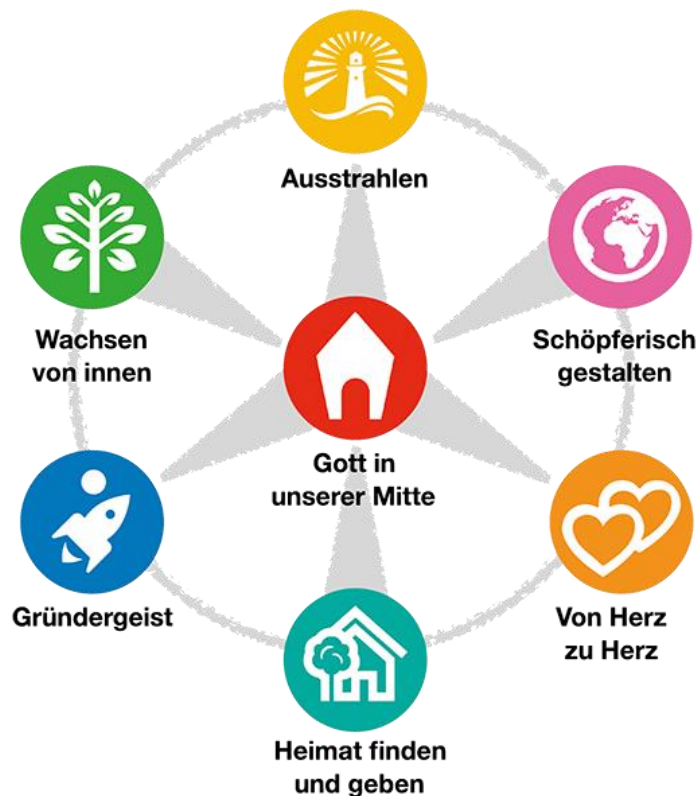 Ausstrahlen
Wachsen
von innen
Schöpferisch
gestalten
Gott in
unserer Mitte
Gründergeist
Von Herz
zu Herz
Heimat finden
und geben